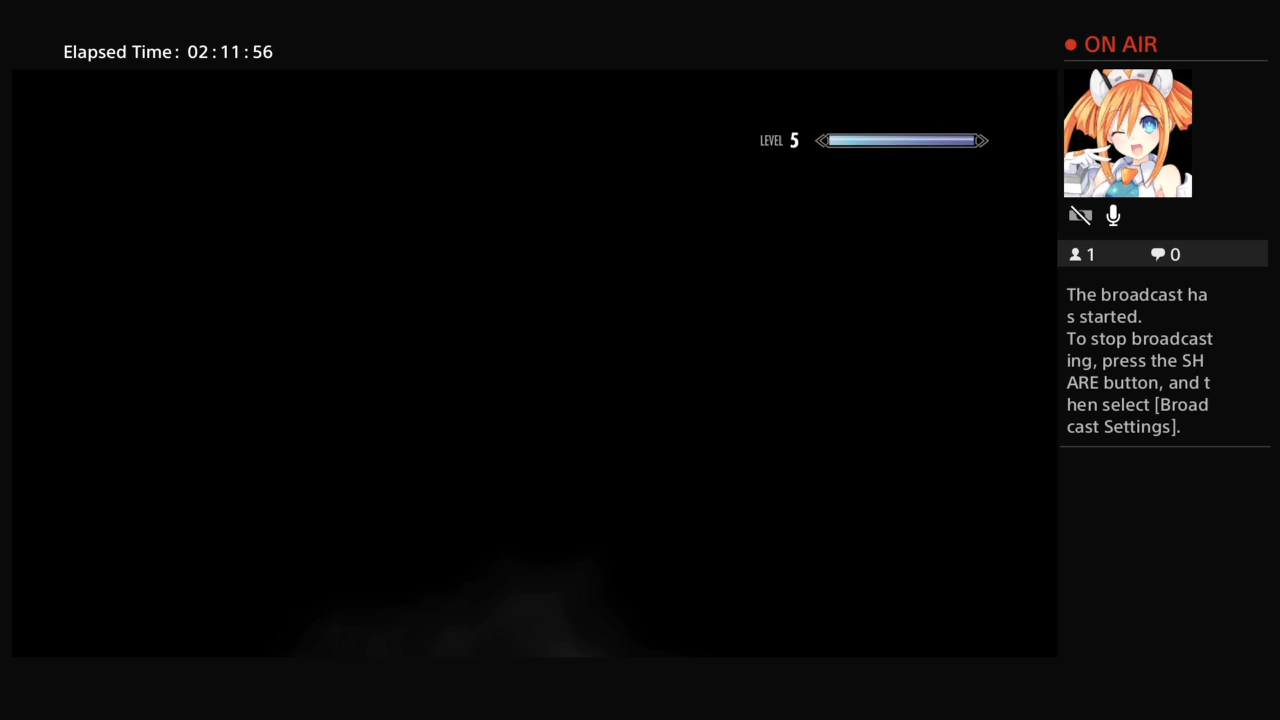 Elapsed Time: 02:11:56
ON AIR
LEVEL 5
1 0
The broadcast ha
s started.
To stop broadcast
ing, press the SH
ARE button, and t
hen select [Broad
cast Settings].